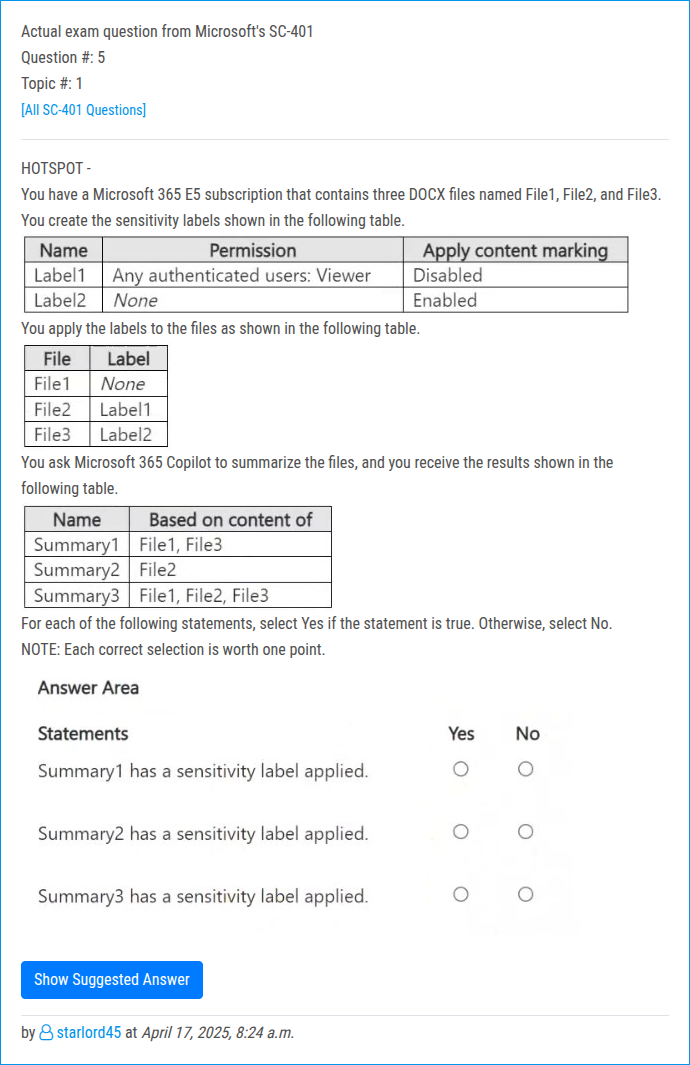 Actual exam question from Microsoft's SC-401
Question #: 5
Topic #: 1
[All SC-401 Questions]
HOTSPOT -
You have a Microsoft 365 E5 subscription that contains three DOCX files named File1, File2, and File3.
You create the sensitivity labels shown in the following table.
Name Permission Apply content marking
Label1 Any authenticated users: Viewer Disabled
Label2 None Enabled
You apply the labels to the files as shown in the following table.
File Label
File1 None
File2 Label1
File3 Label2
You ask Microsoft 365 Copilot to summarize the files, and you receive the results shown in the
following table.
Name Based on content of
Summary1 File1, File3
Summary2 File2
Summary3 File1, File2, File3
For each of the following statements, select Yes if the statement is true. Otherwise, select No.
NOTE: Each correct selection is worth one point.
Answer Area
Statements Yes No
Summary1 has a sensitivity label applied.
Summary2 has a sensitivity label applied.
Summary3 has a sensitivity label applied.
Show Suggested Answer
by starlord45 at April 17, 2025, 8:24 a.m.